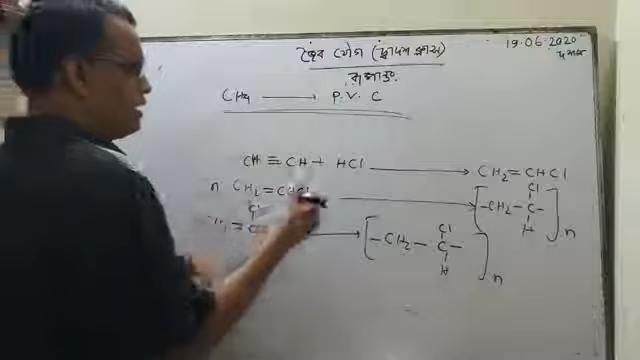 জৈব যৌগ (দ্বাদশ ক্লাস)
19.06.2020
CH4 ⟶ P.V.C
CH ≡ CH + HCl ⟶ CH2=CHCl
n CH2 = CHCl ⟶ [-CH2-C(Cl)(H)-]n
⟶ [-CH2-C(Cl)(H)-]n